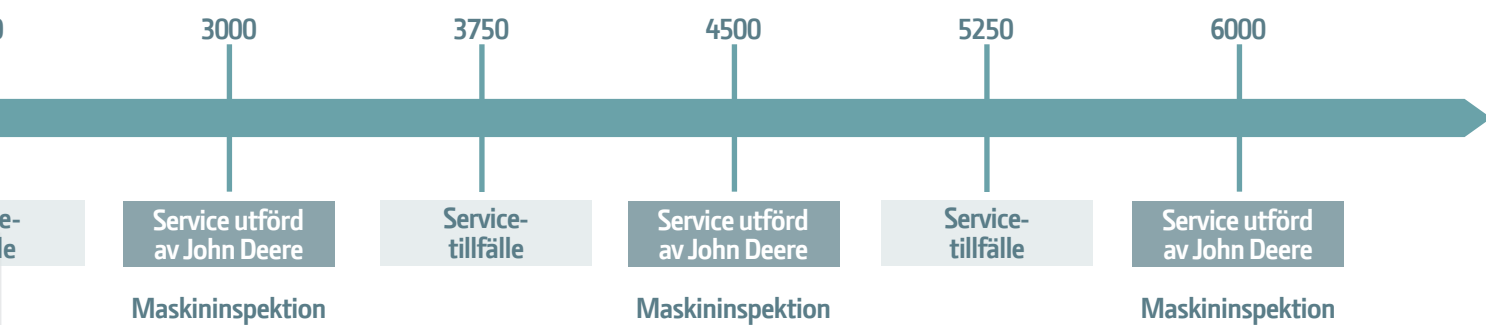 3000 3750 4500 5250 6000
Service utförd
av John Deere
Service-
tillfälle
Service utförd
av John Deere
Service-
tillfälle
Service utförd
av John Deere
Maskininspektion
Maskininspektion
Maskininspektion